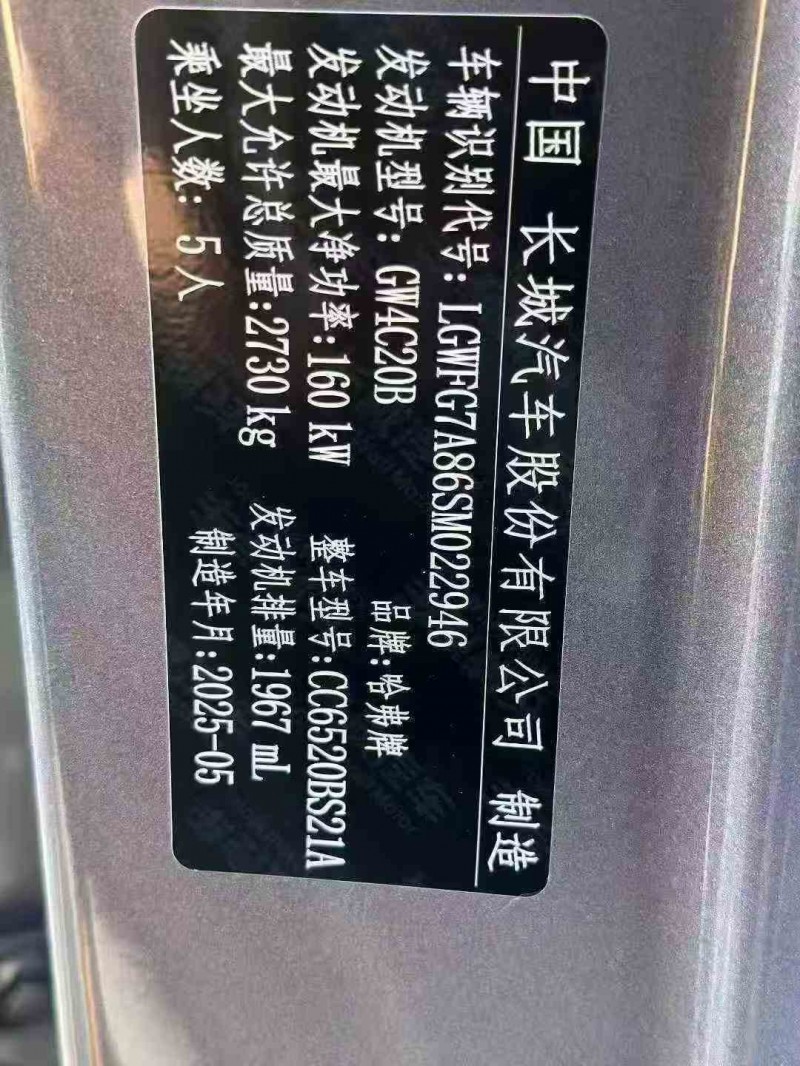 中国 长城汽车股份有限公司 制造
车辆识别代号:LGWFG7A86SM022946
发动机型号:GW4C20B 品牌:哈弗牌
发动机最大净功率:160 kW 整车型号:CC6520BS21A
最大允许总质量:2730 kg 发动机排量:1967 mL
乘坐人数:5人 制造年月:2025-05